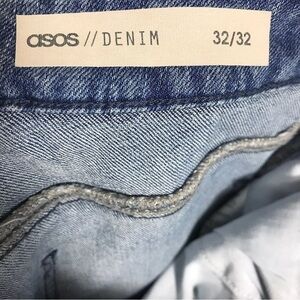 asos // DENIM 32/32